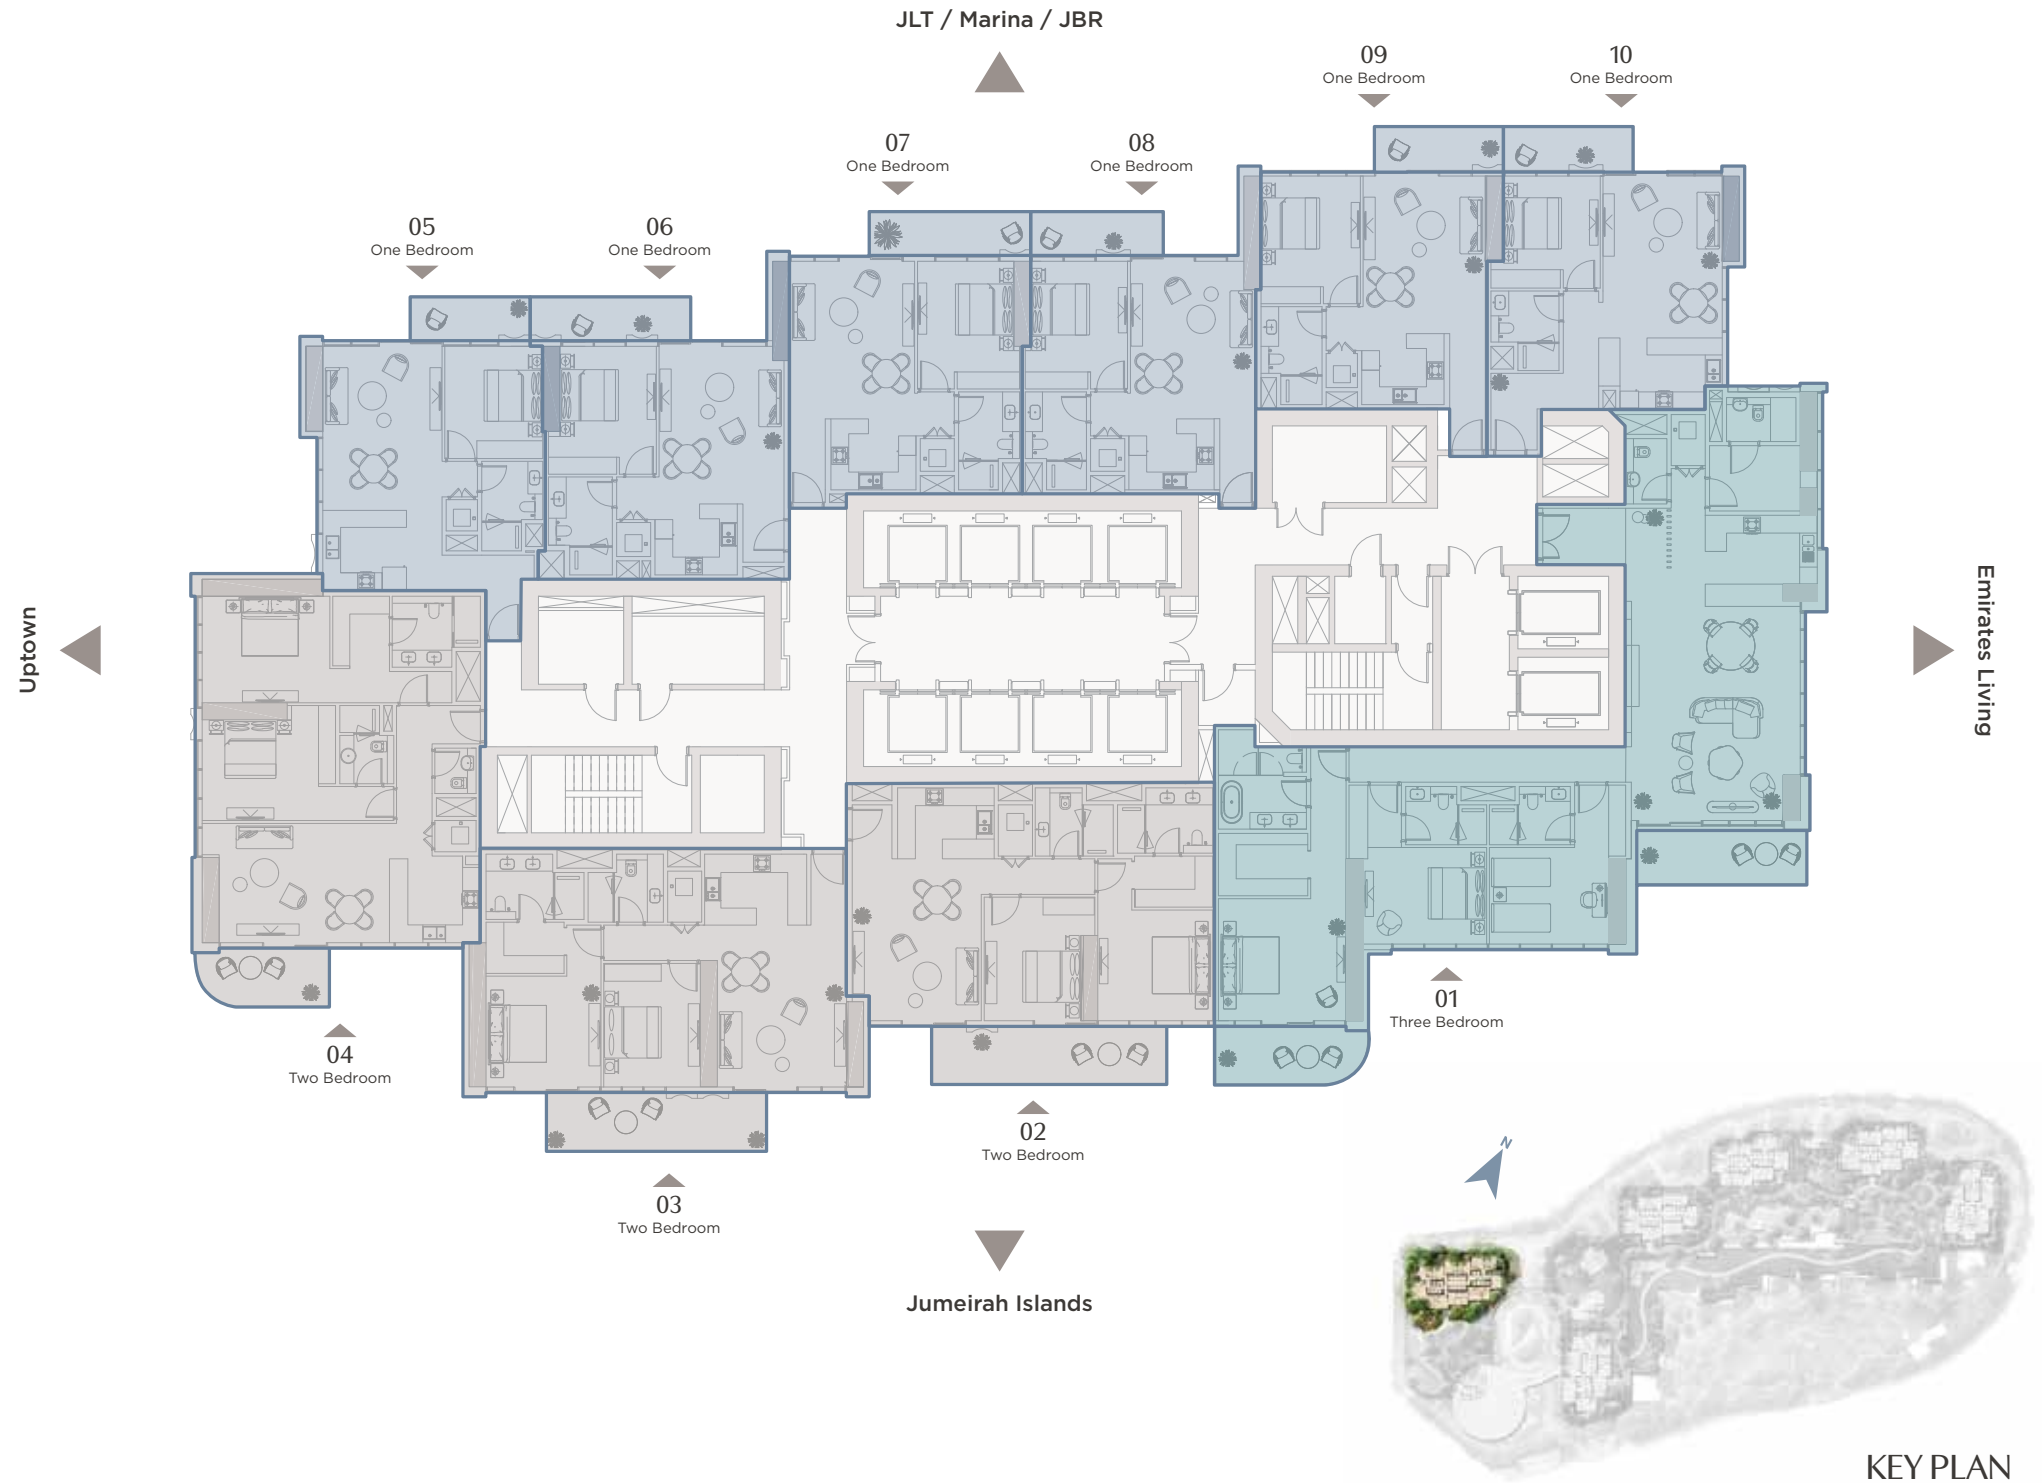 JLT / Marina / JBR
09
One Bedroom
10
One Bedroom
07
One Bedroom
08
One Bedroom
05
One Bedroom
06
One Bedroom
Uptown
Emirates Living
01
Three Bedroom
04
Two Bedroom
02
Two Bedroom
03
Two Bedroom
N
Jumeirah Islands
KEY PLAN